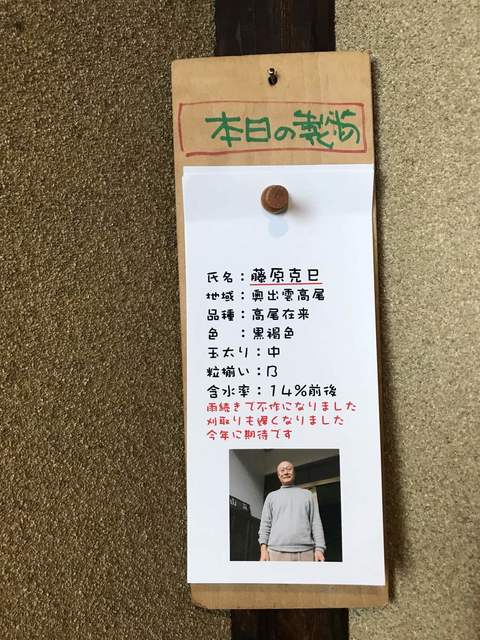 本日の製粉
氏名：藤原克巳
地域：奥出雲高尾
品種：高尾在来
色　：黒褐色
玉太り：中
粒揃い：B
含水率：14％前後
雨続きで不作になりました
刈取りも遅くなりました
今年に期待です